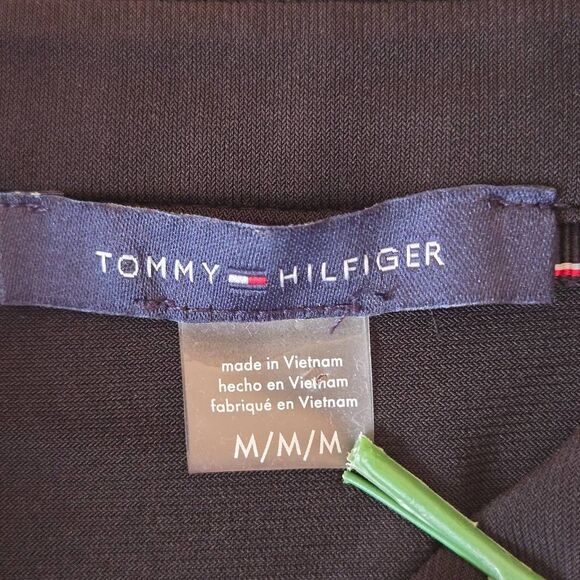 TOMMY HILFIGER
made in Vietnam
hecho en Vietnam
fabriqué en Vietnam
M/M/M